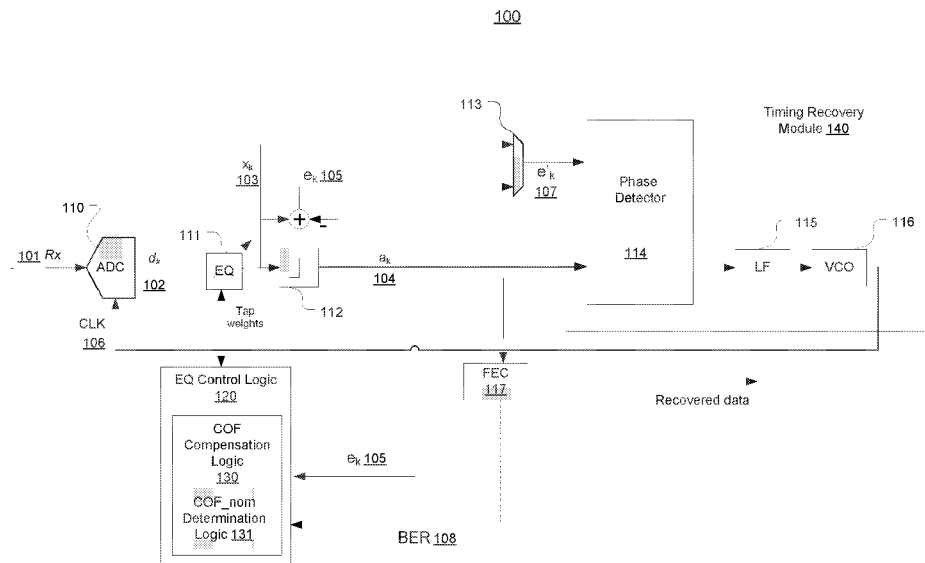 100
113
Timing Recovery
Module 140
xk
103
ek 105
e'k
107
Phase
Detector
114
110
101 Rx
ADC
dk
102
111
EQ
ak
104
112
115
116
LF
VCO
Tap
weights
CLK
106
EQ Control Logic
120
FEC
117
Recovered data
COF
Compensation
Logic
130
ek 105
COF_nom
Determination
Logic 131
BER 108